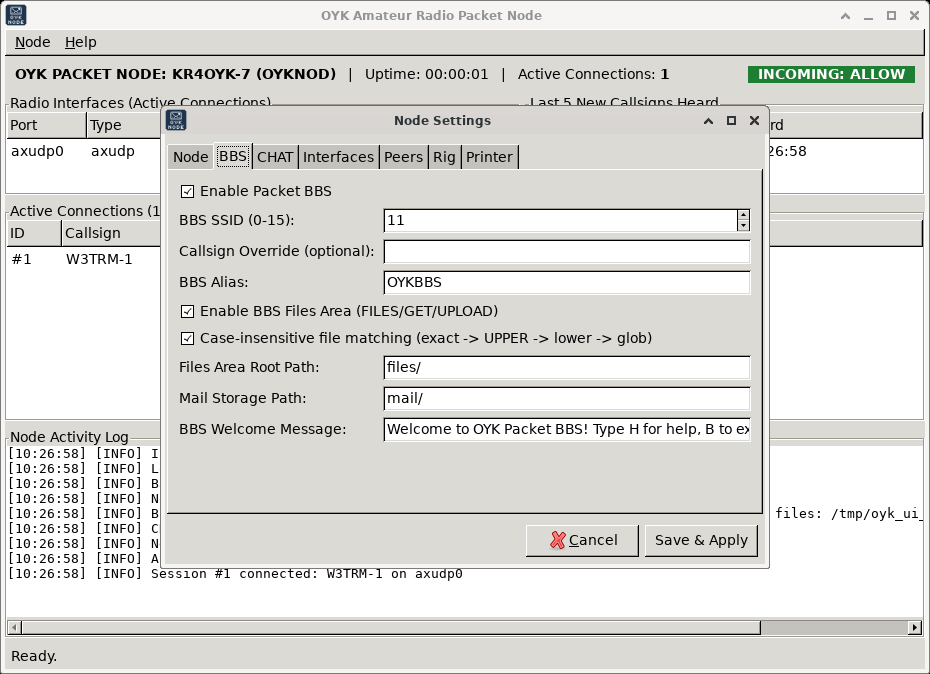 OYK Amateur Radio Packet Node
Node Help
OYK PACKET NODE: KR4OYK-7 (OYKNOD) | Uptime: 00:00:01 | Active Connections: 1 INCOMING: ALLOW
Radio Interfaces (Active Connections)
Last 5 New Callsigns Heard
Port Type
axudp0 axudp
Active Connections (1
ID Callsign
#1 W3TRM-1
Node Settings
Node BBS CHAT Interfaces Peers Rig Printer
Enable Packet BBS
BBS SSID (0-15): 11
Callsign Override (optional):
BBS Alias: OYKBBS
Enable BBS Files Area (FILES/GET/UPLOAD)
Case-insensitive file matching (exact -> UPPER -> lower -> glob)
Files Area Root Path: files/
Mail Storage Path: mail/
BBS Welcome Message: Welcome to OYK Packet BBS! Type H for help, B to ex
Cancel Save & Apply
Node Activity Log
[10:26:58] [INFO] I
[10:26:58] [INFO] L
[10:26:58] [INFO] B
[10:26:58] [INFO] N
[10:26:58] [INFO] B files: /tmp/oyk_ui_
[10:26:58] [INFO] C
[10:26:58] [INFO] N
[10:26:58] [INFO] A
[10:26:58] [INFO] Session #1 connected: W3TRM-1 on axudp0
Ready.